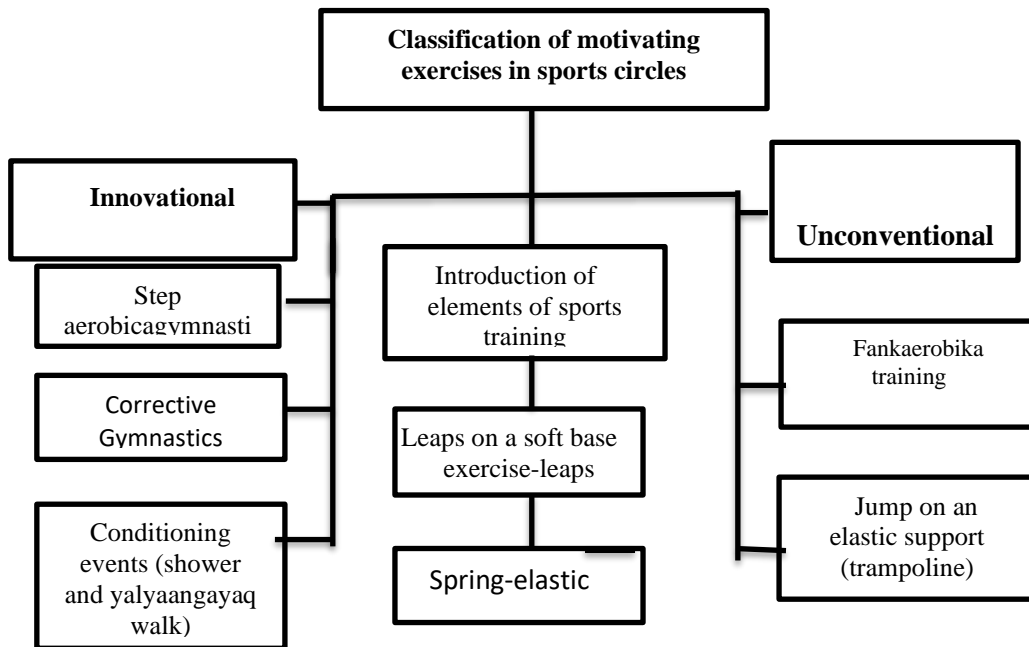 Classification of motivating
exercises in sports circles
Innovational
Unconventional
Step
aerobicagymnasti
Introduction of
elements of sports
training
Fankaerobika
training
Corrective
Gymnastics
Leaps on a soft base
exercise-leaps
Conditioning
events (shower
and yalyaangayaq
walk)
Spring-elastic
Jump on an
elastic support
(trampoline)